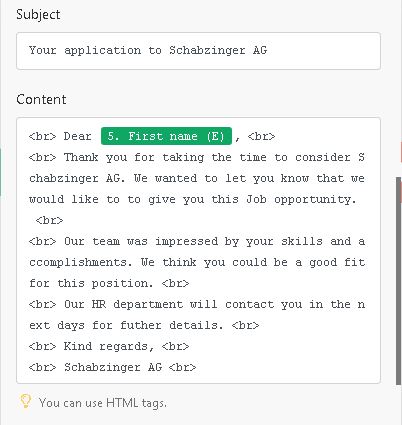 Subject
Your application to Schabzinger AG
Content
<br> Dear 5. First name (E) , <br>
<br> Thank you for taking the time to consider S
chabzinger AG. We wanted to let you know that we
would like to to give you this Job opportunity.
<br>
<br> Our team was impressed by your skills and a
ccomplishments. We think you could be a good fit
for this position. <br>
<br> Our HR department will contact you in the n
ext days for futher details. <br>
<br> Kind regards, <br>
<br> Schabzinger AG <br>
You can use HTML tags.